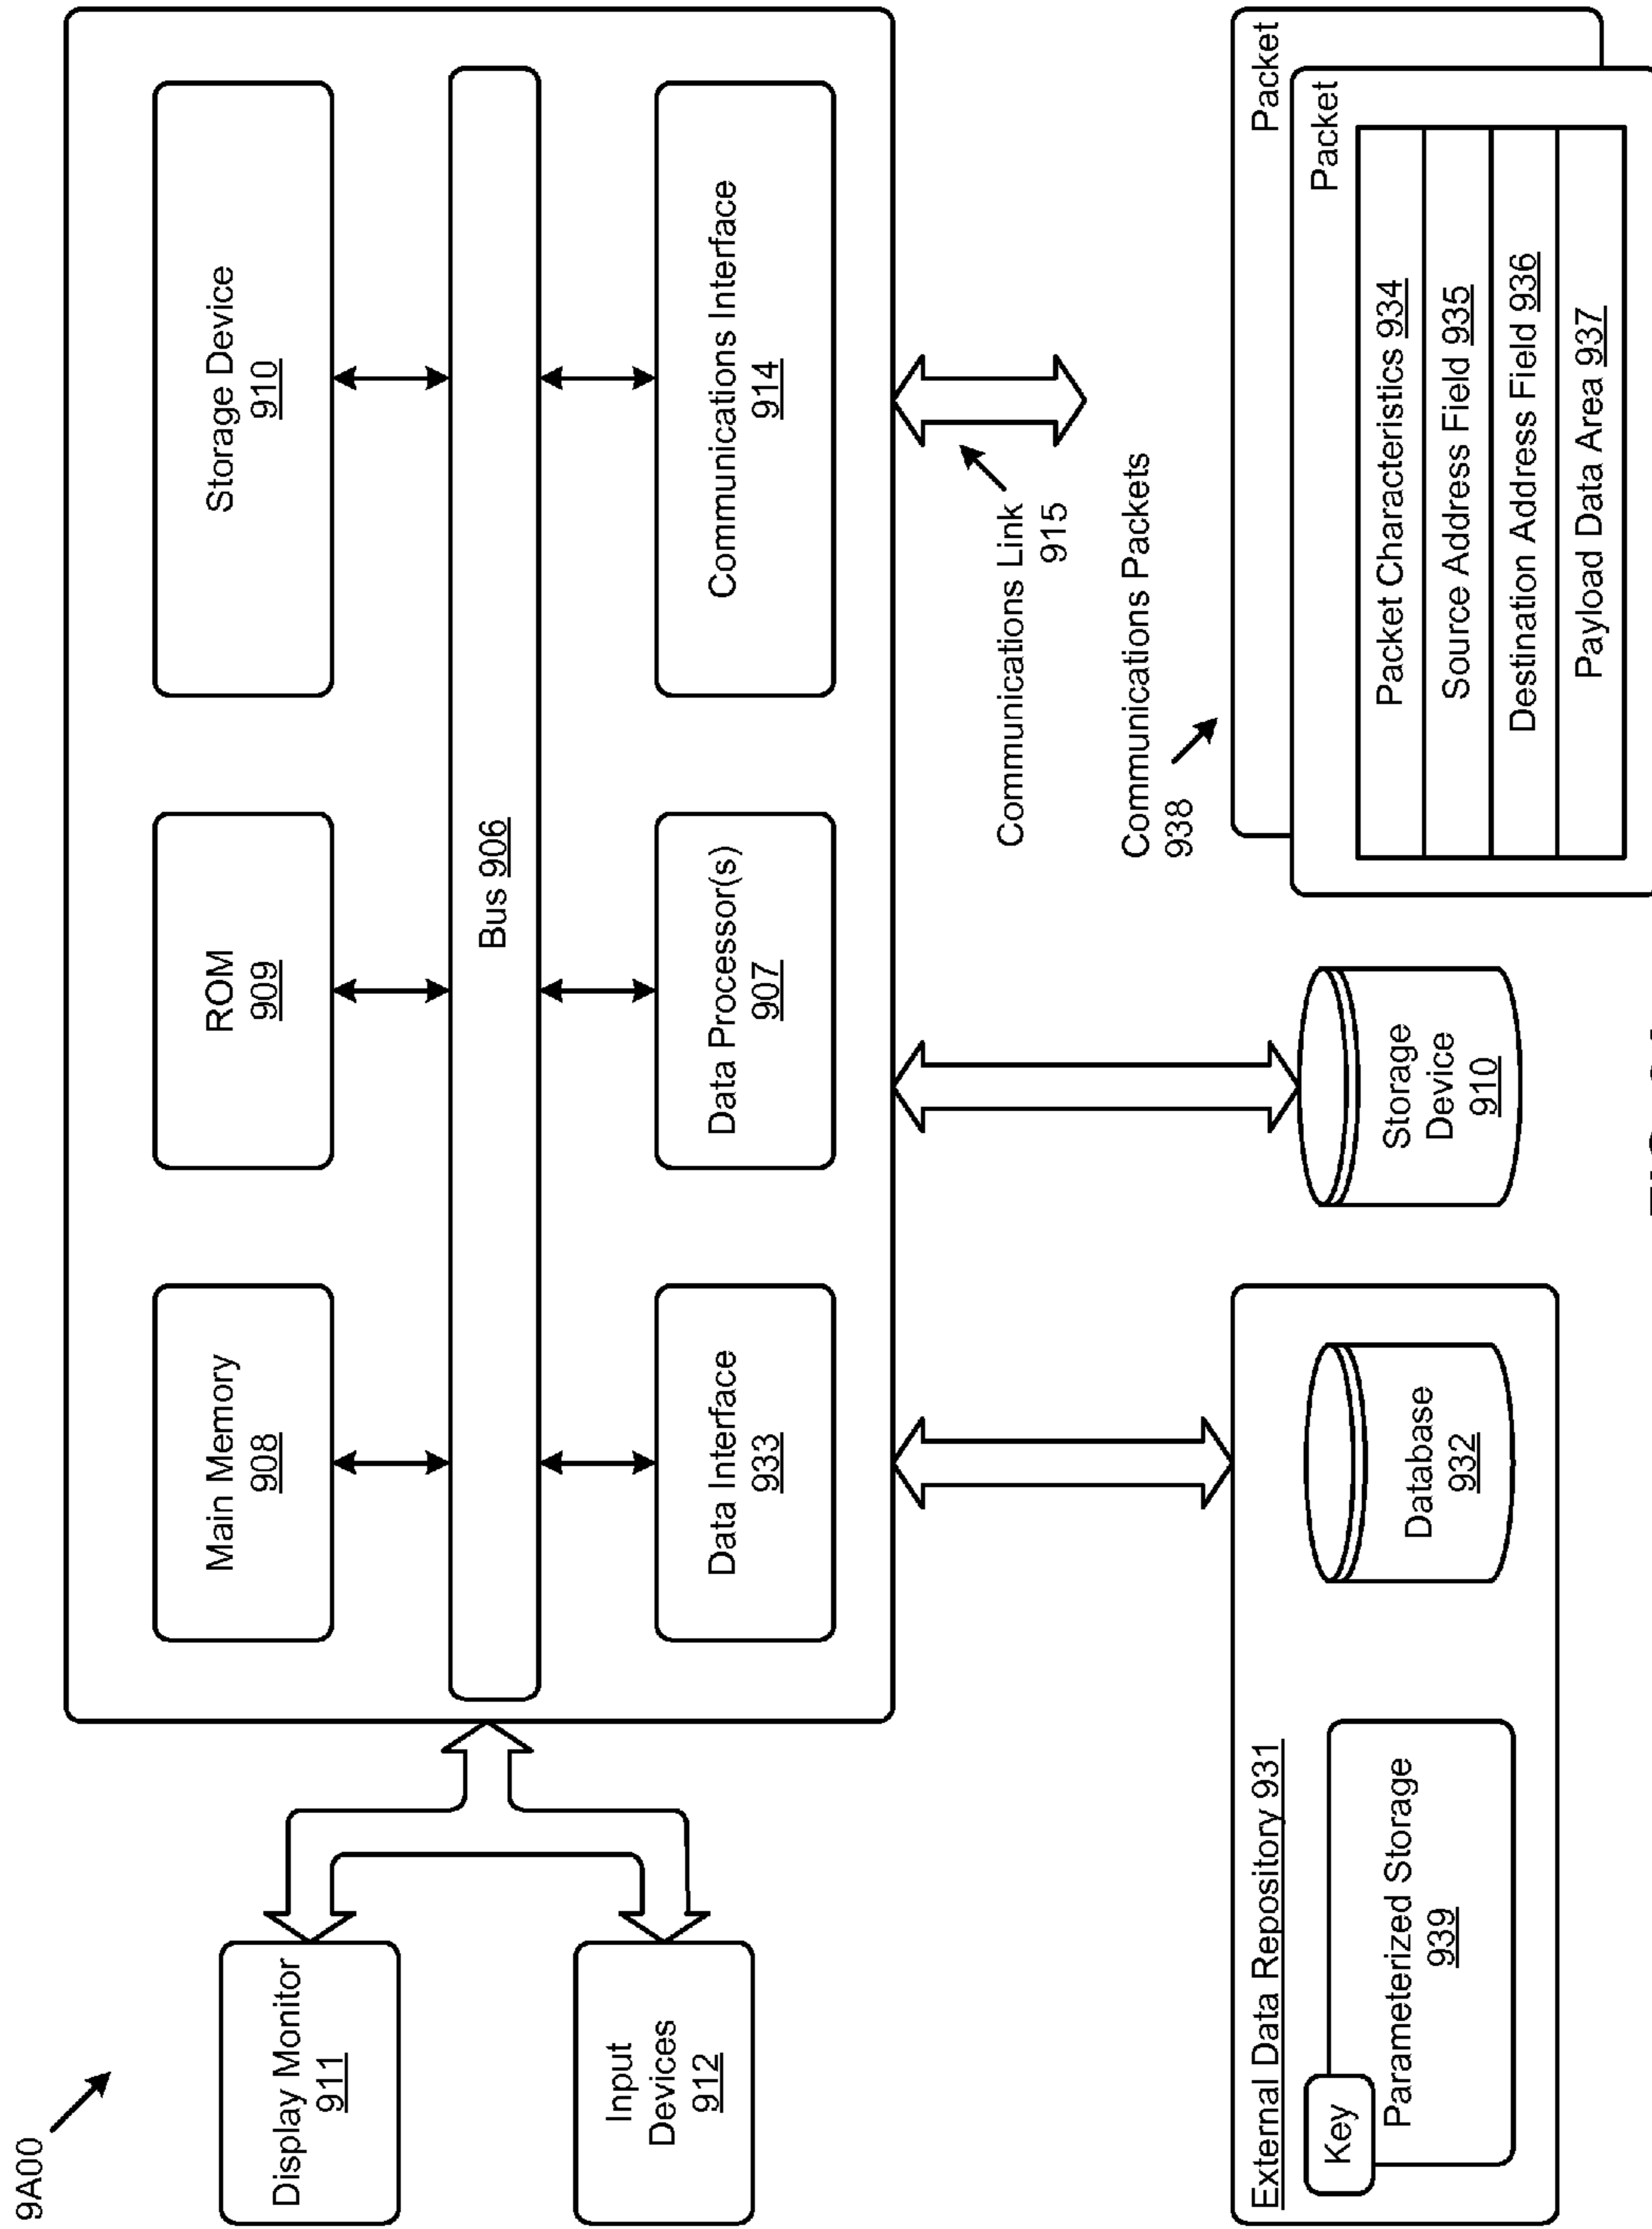 9A00
Main Memory
908
ROM
909
Storage Device
910
Display Monitor
911
Bus 906
Input
Devices
912
Data Interface
933
Data Processor(s)
907
Communications Interface
914
Communications Link
915
Communications Packets
938
External Data Repository 931
Key
Parameterized Storage
939
Database
932
Storage
Device
910
Packet
Packet
Packet Characteristics 934
Source Address Field 935
Destination Address Field 936
Payload Data Area 937